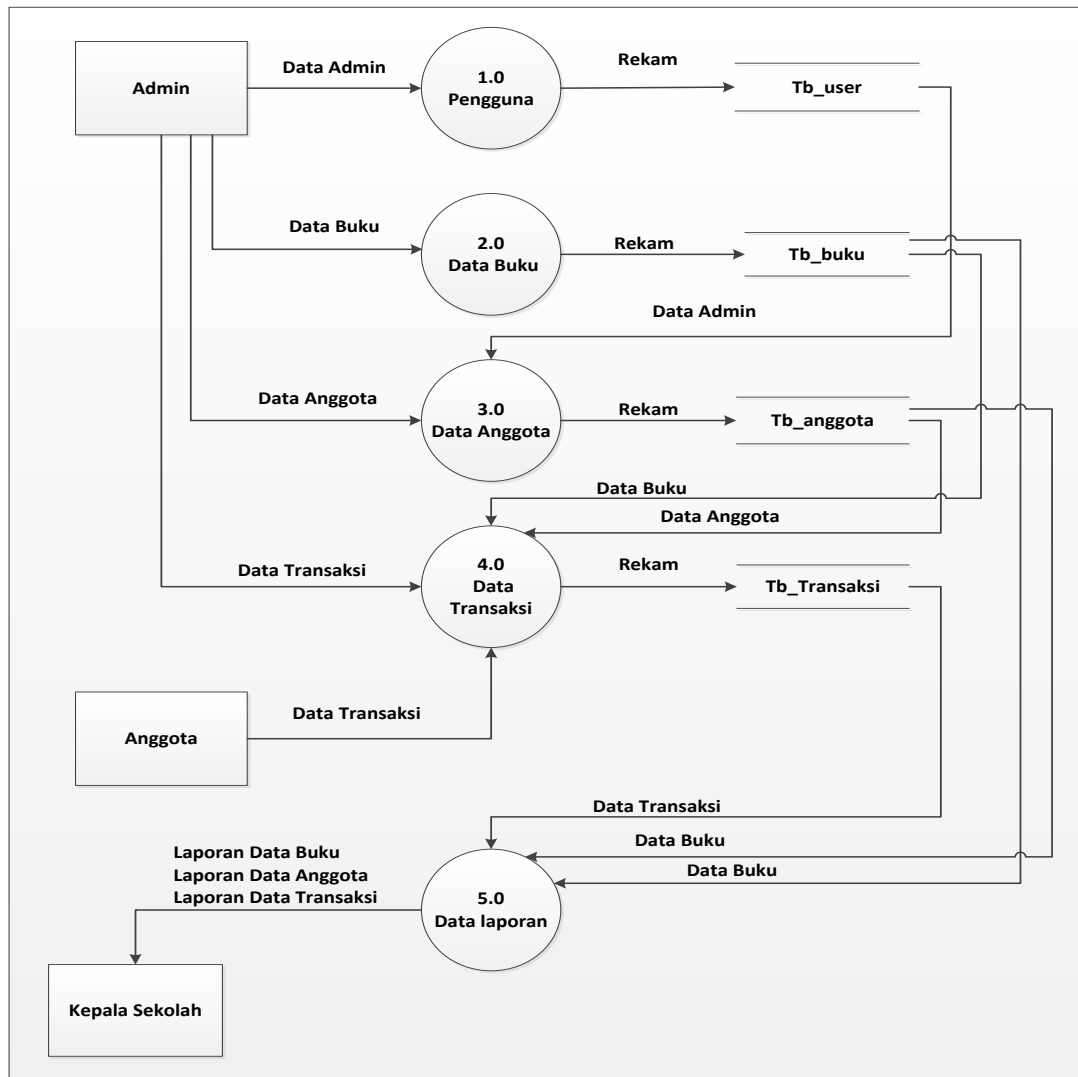 Admin
Data Admin
1.0
Pengguna
Rekam
Tb_user
Data Buku
2.0
Data Buku
Rekam
Tb_buku
Data Admin
Data Anggota
3.0
Data Anggota
Rekam
Tb_anggota
Data Buku
Data Anggota
Data Transaksi
4.0
Data
Transaksi
Rekam
Tb_Transaksi
Anggota
Data Transaksi
Data Transaksi
Data Buku
Data Buku
Laporan Data Buku
Laporan Data Anggota
Laporan Data Transaksi
5.0
Data laporan
Kepala Sekolah